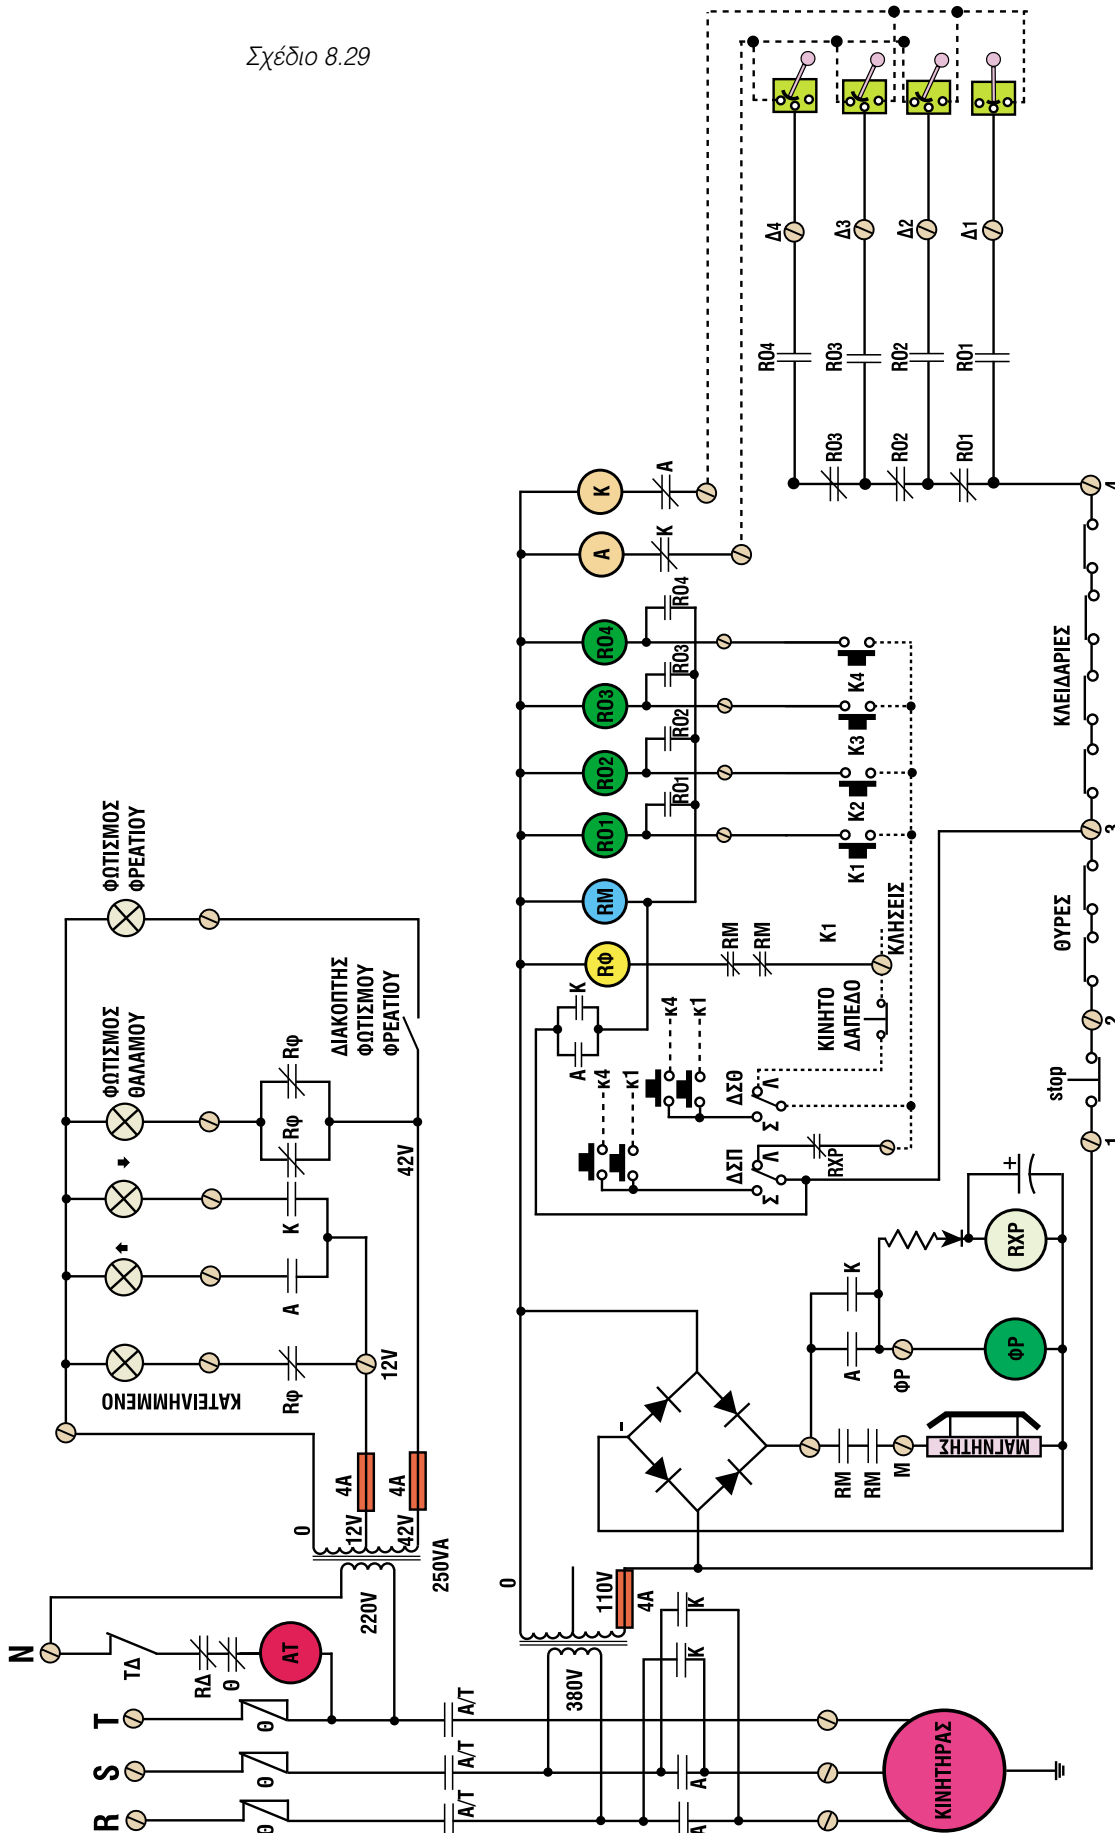 Σχέδιο 8.29
N
T
S
R
ΤΔ
RΔ
Θ
ΑΤ
Θ
Θ
Θ
Α/Τ
Α/Τ
Α/Τ
220V
250VA
0
12V
42V
4A
4A
12V
42V
ΚΑΤΕΙΛΗΜΜΕΝΟ
Rφ
Α
Κ
Rφ
Rφ
ΦΩΤΙΣΜΟΣ
ΘΑΛΑΜΟΥ
ΦΩΤΙΣΜΟΣ
ΦΡΕΑΤΙΟΥ
ΔΙΑΚΟΠΤΗΣ
ΦΩΤΙΣΜΟΥ
ΦΡΕΑΤΙΟΥ
380V
0
110V
4A
Κ
Κ
Α
Α
ΚΙΝΗΤΗΡΑΣ
-
RM
RM
M
ΜΑΓΝΗΤΗΣ
Α
Κ
ΦΡ
ΦΡ
RXP
+
Α
Κ
κ4
κ1
κ4
κ1
ΔΣΠ
Σ
Λ
RXP
ΔΣΘ
Σ
Λ
ΚΙΝΗΤΟ
ΔΑΠΕΔΟ
ΚΛΗΣΕΙΣ
Κ1
RΦ
RM
RM
RM
RO1
RO2
RO3
RO4
RO1
RO2
RO3
RO4
K1
K2
K3
K4
Α
Κ
Κ
Α
1
stop
2
ΘΥΡΕΣ
3
ΚΛΕΙΔΑΡΙΕΣ
4
RO3
RO2
RO1
RO4
RO3
RO2
RO1
Δ4
Δ3
Δ2
Δ1